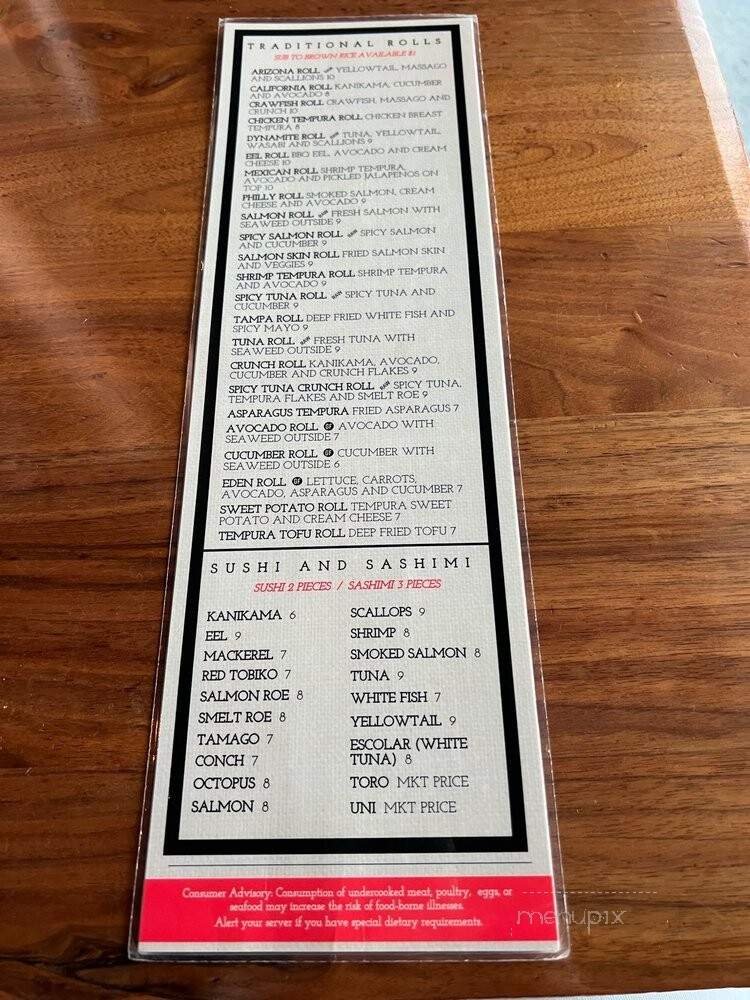 TRADITIONAL ROLLS
SUB TO BROWN RICE AVAILABLE $1
ARIZONA ROLL RAW YELLOWTAIL, MASSAGO
AND SCALLIONS 10
CALIFORNIA ROLL KANIKAMA, CUCUMBER
AND AVOCADO 8
CRAWFISH ROLL CRAWFISH, MASSAGO AND
CRUNCH 10
CHICKEN TEMPURA ROLL CHICKEN BREAST
TEMPURA 8
DYNAMITE ROLL RAW TUNA, YELLOWTAIL,
WASABI AND SCALLIONS 9
EEL ROLL BBQ EEL, AVOCADO AND CREAM
CHEESE 10
MEXICAN ROLL SHRIMP TEMPURA,
AVOCADO AND PICKLED JALAPENOS ON
TOP 10
PHILLY ROLL SMOKED SALMON, CREAM
CHEESE AND AVOCADO 9
SALMON ROLL RAW FRESH SALMON WITH
SEAWEED OUTSIDE 9
SPICY SALMON ROLL RAW SPICY SALMON
AND CUCUMBER 9
SALMON SKIN ROLL FRIED SALMON SKIN
AND VEGGIES 9
SHRIMP TEMPURA ROLL SHRIMP TEMPURA
AND AVOCADO 9
SPICY TUNA ROLL RAW SPICY TUNA AND
CUCUMBER 9
TAMPA ROLL DEEP FRIED WHITE FISH AND
SPICY MAYO 9
TUNA ROLL RAW FRESH TUNA WITH
SEAWEED OUTSIDE 9
CRUNCH ROLL KANIKAMA, AVOCADO,
CUCUMBER AND CRUNCH FLAKES 9
SPICY TUNA CRUNCH ROLL RAW SPICY TUNA,
TEMPURA FLAKES AND SMELT ROE 9
ASPARAGUS TEMPURA FRIED ASPARAGUS 7
AVOCADO ROLL GF AVOCADO WITH
SEAWEED OUTSIDE 7
CUCUMBER ROLL GF CUCUMBER WITH
SEAWEED OUTSIDE 6
EDEN ROLL GF LETTUCE, CARROTS,
AVOCADO, ASPARAGUS AND CUCUMBER 7
SWEET POTATO ROLL TEMPURA SWEET
POTATO AND CREAM CHEESE 7
TEMPURA TOFU ROLL DEEP FRIED TOFU 7
SUSHI AND SASHIMI
SUSHI 2 PIECES / SASHIMI 3 PIECES
KANIKAMA 6
EEL 9
MACKEREL 7
RED TOBIKO 7
SALMON ROE 8
SMELT ROE 8
TAMAGO 7
CONCH 7
OCTOPUS 8
SALMON 8
SCALLOPS 9
SHRIMP 8
SMOKED SALMON 8
TUNA 9
WHITE FISH 7
YELLOWTAIL 9
ESCOLAR (WHITE
TUNA) 8
TORO MKT PRICE
UNI MKT PRICE
Consumer Advisory: Consumption of undercooked meat, poultry, eggs, or
seafood may increase the risk of food-borne illnesses.
Alert your server if you have special dietary requirements.
menupix